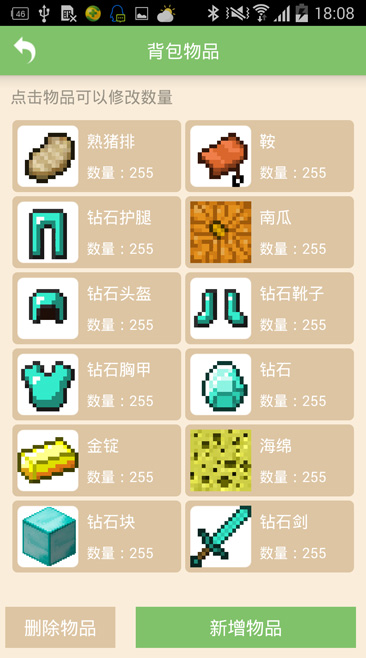 46
18:08
背包物品
点击物品可以修改数量
熟猪排
数量：255
鞍
数量：255
钻石护腿
数量：255
南瓜
数量：255
钻石头盔
数量：255
钻石靴子
数量：255
钻石胸甲
数量：255
钻石
数量：255
金锭
数量：255
海绵
数量：255
钻石块
数量：255
钻石剑
数量：255
删除物品
新增物品